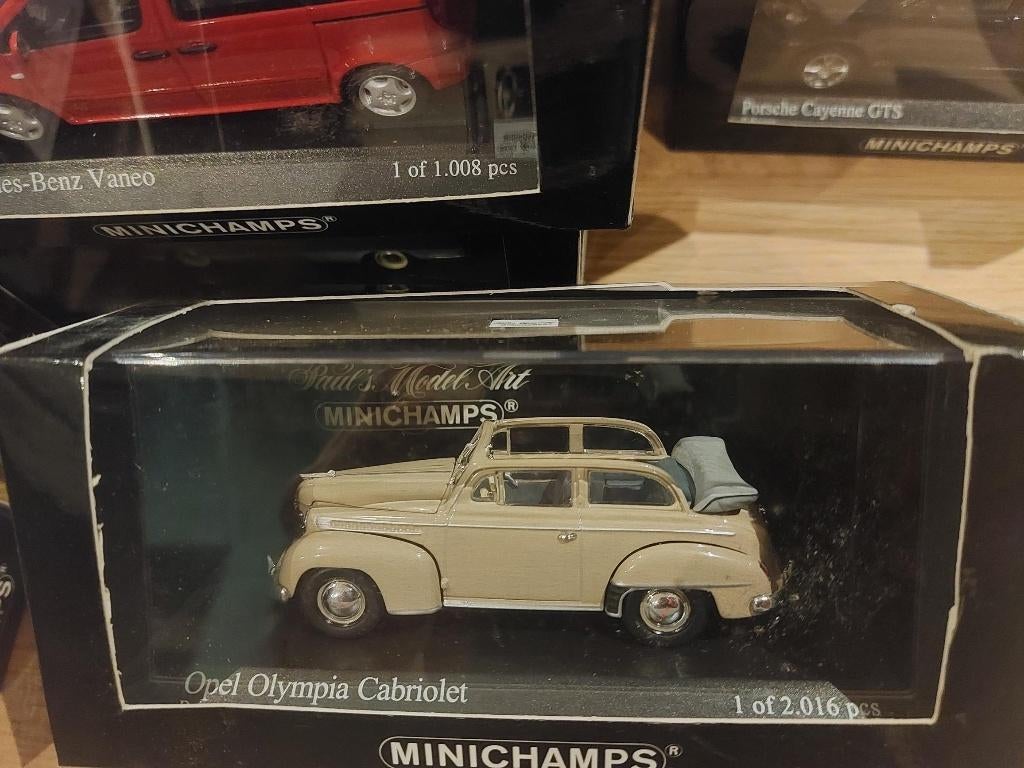 es-Benz Vaneo
1 of 1.008 pcs
MINICHAMPS®
Porsche Cayenne GTS
MINICHAMPS
Paul's Model Art
MINICHAMPS®
Opel Olympia Cabriolet
1 of 2.016 pcs
MINICHAMPS®